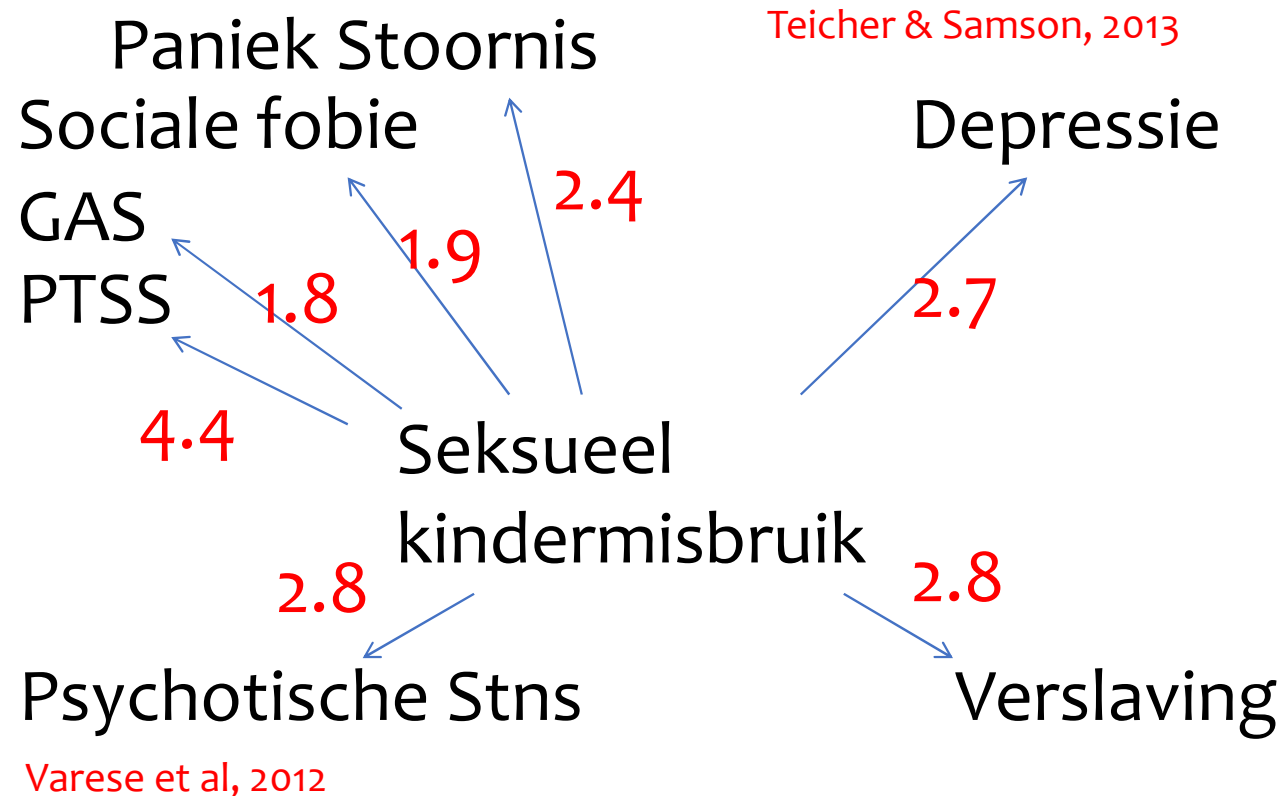 Teicher & Samson, 2013
Paniek Stoornis
Sociale fobie
Depressie
GAS
PTSS
2.4
1.9
1.8
2.7
4.4
Seksueel
kindermisbruik
2.8
2.8
Psychotische Stns
Verslaving
Varese et al, 2012